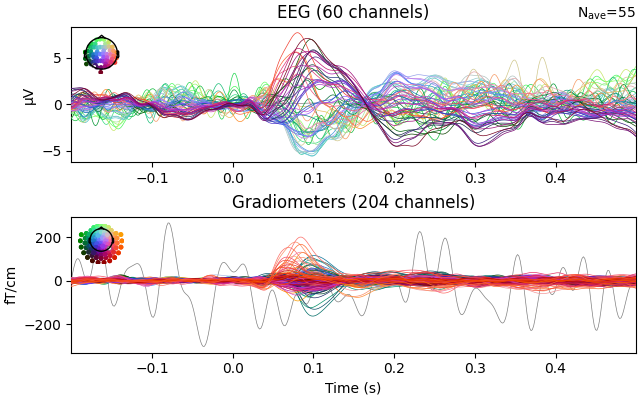 EEG (60 channels)
Nave=55
5
0
−5
µV
−0.1 0.0 0.1 0.2 0.3 0.4
Gradiometers (204 channels)
200
0
−200
fT/cm
−0.1 0.0 0.1 0.2 0.3 0.4
Time (s)